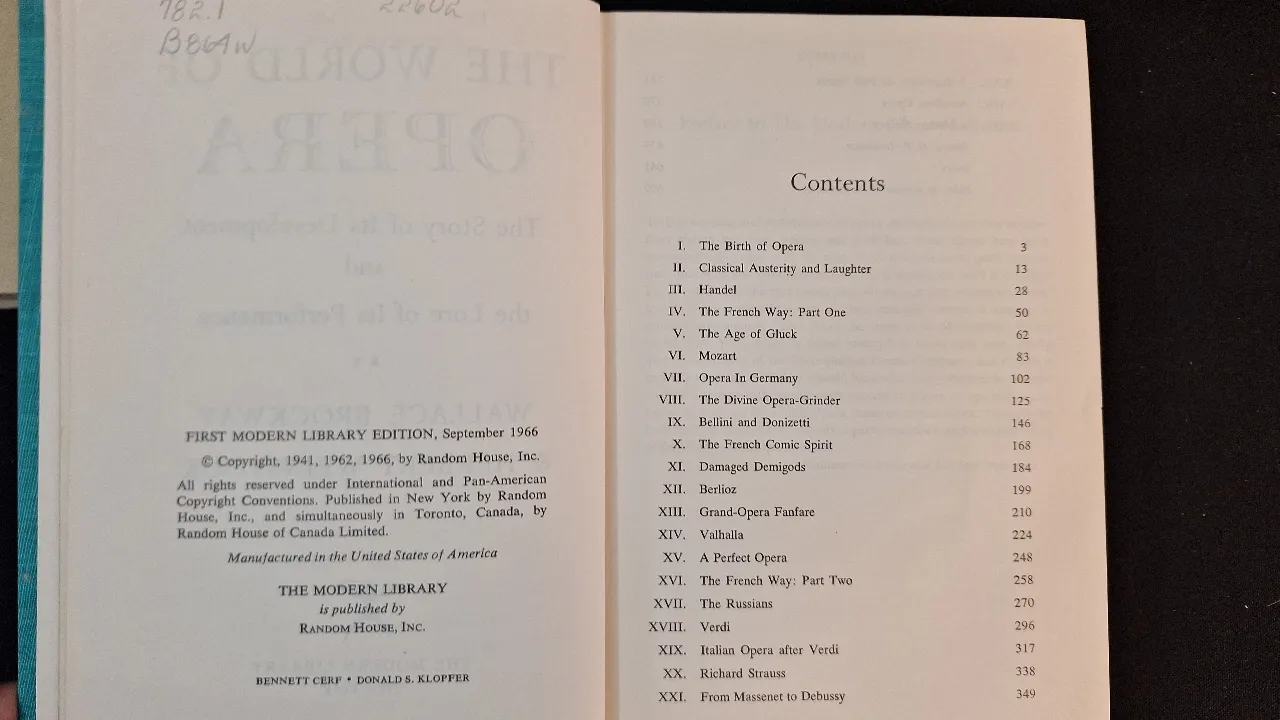 782.1 22602
B864w
FIRST MODERN LIBRARY EDITION, September 1966
© Copyright, 1941, 1962, 1966, by Random House, Inc.
All rights reserved under International and Pan-American
Copyright Conventions. Published in New York by Random
House, Inc., and simultaneously in Toronto, Canada, by
Random House of Canada Limited.
Manufactured in the United States of America
THE MODERN LIBRARY
is published by
RANDOM HOUSE, INC.
BENNETT CERF • DONALD S. KLOPFER
Contents
I. The Birth of Opera 3
II. Classical Austerity and Laughter 13
III. Handel 28
IV. The French Way: Part One 50
V. The Age of Gluck 62
VI. Mozart 83
VII. Opera In Germany 102
VIII. The Divine Opera-Grinder 125
IX. Bellini and Donizetti 146
X. The French Comic Spirit 168
XI. Damaged Demigods 184
XII. Berlioz 199
XIII. Grand-Opera Fanfare 210
XIV. Valhalla 224
XV. A Perfect Opera 248
XVI. The French Way: Part Two 258
XVII. The Russians 270
XVIII. Verdi 296
XIX. Italian Opera after Verdi 317
XX. Richard Strauss 338
XXI. From Massenet to Debussy 349